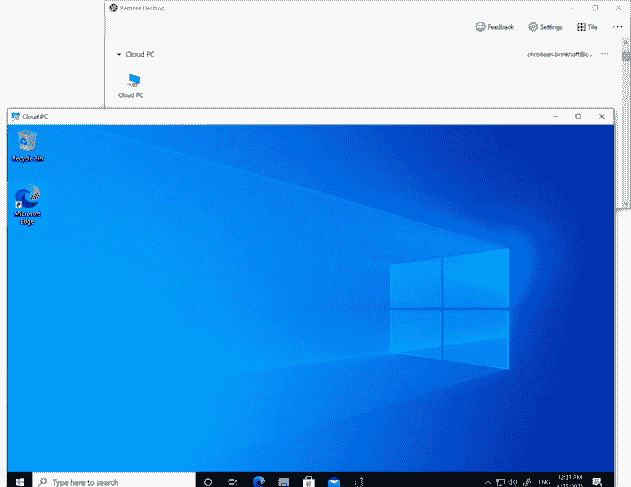 Remote Desktop
Feedback
Settings
Tile
Cloud PC
Cloud PC
Cloud PC
Recycle Bin
Microsoft
Edge
Type here to search
ENG